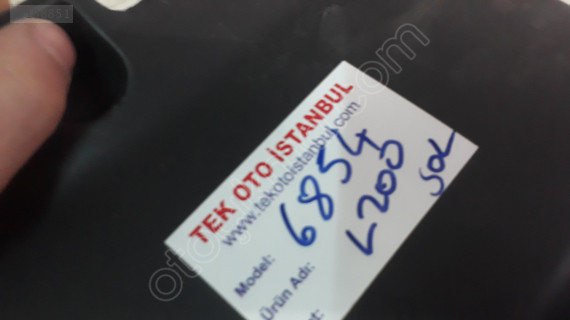 TEK OTO İSTANBUL
www.tekotoistanbul.com
Model: 6854
Ürün Adı: L200
SOL